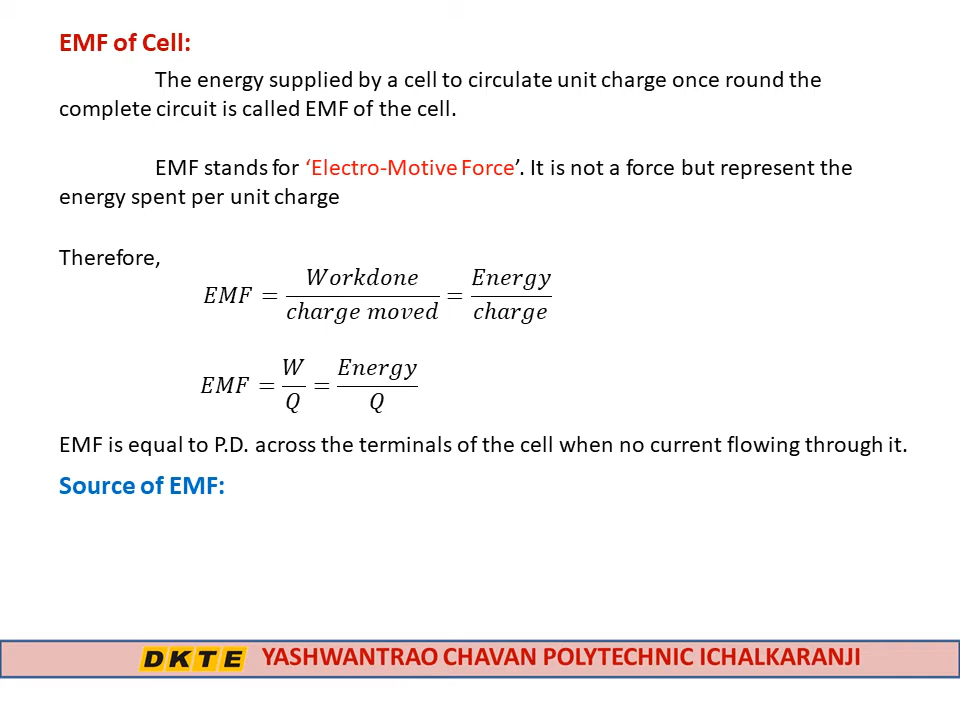 EMF of Cell:
The energy supplied by a cell to circulate unit charge once round the
complete circuit is called EMF of the cell.
EMF stands for ‘Electro-Motive Force’. It is not a force but represent the
energy spent per unit charge
Therefore,
EMF = Workdone / charge moved = Energy / charge
EMF = W / Q = Energy / Q
EMF is equal to P.D. across the terminals of the cell when no current flowing through it.
Source of EMF:
DKTE YASHWANTRAO CHAVAN POLYTECHNIC ICHALKARANJI